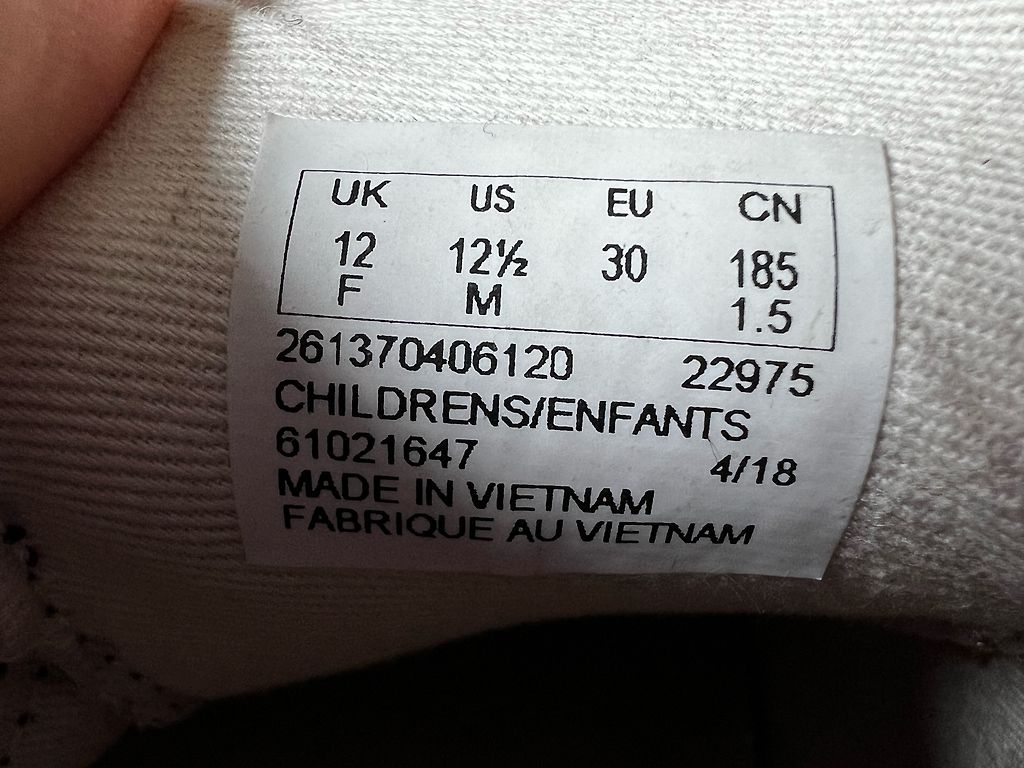 UK US EU CN
12 12½ 30 185
F M 1.5
261370406120 22975
CHILDRENS/ENFANTS
61021647 4/18
MADE IN VIETNAM
FABRIQUE AU VIETNAM